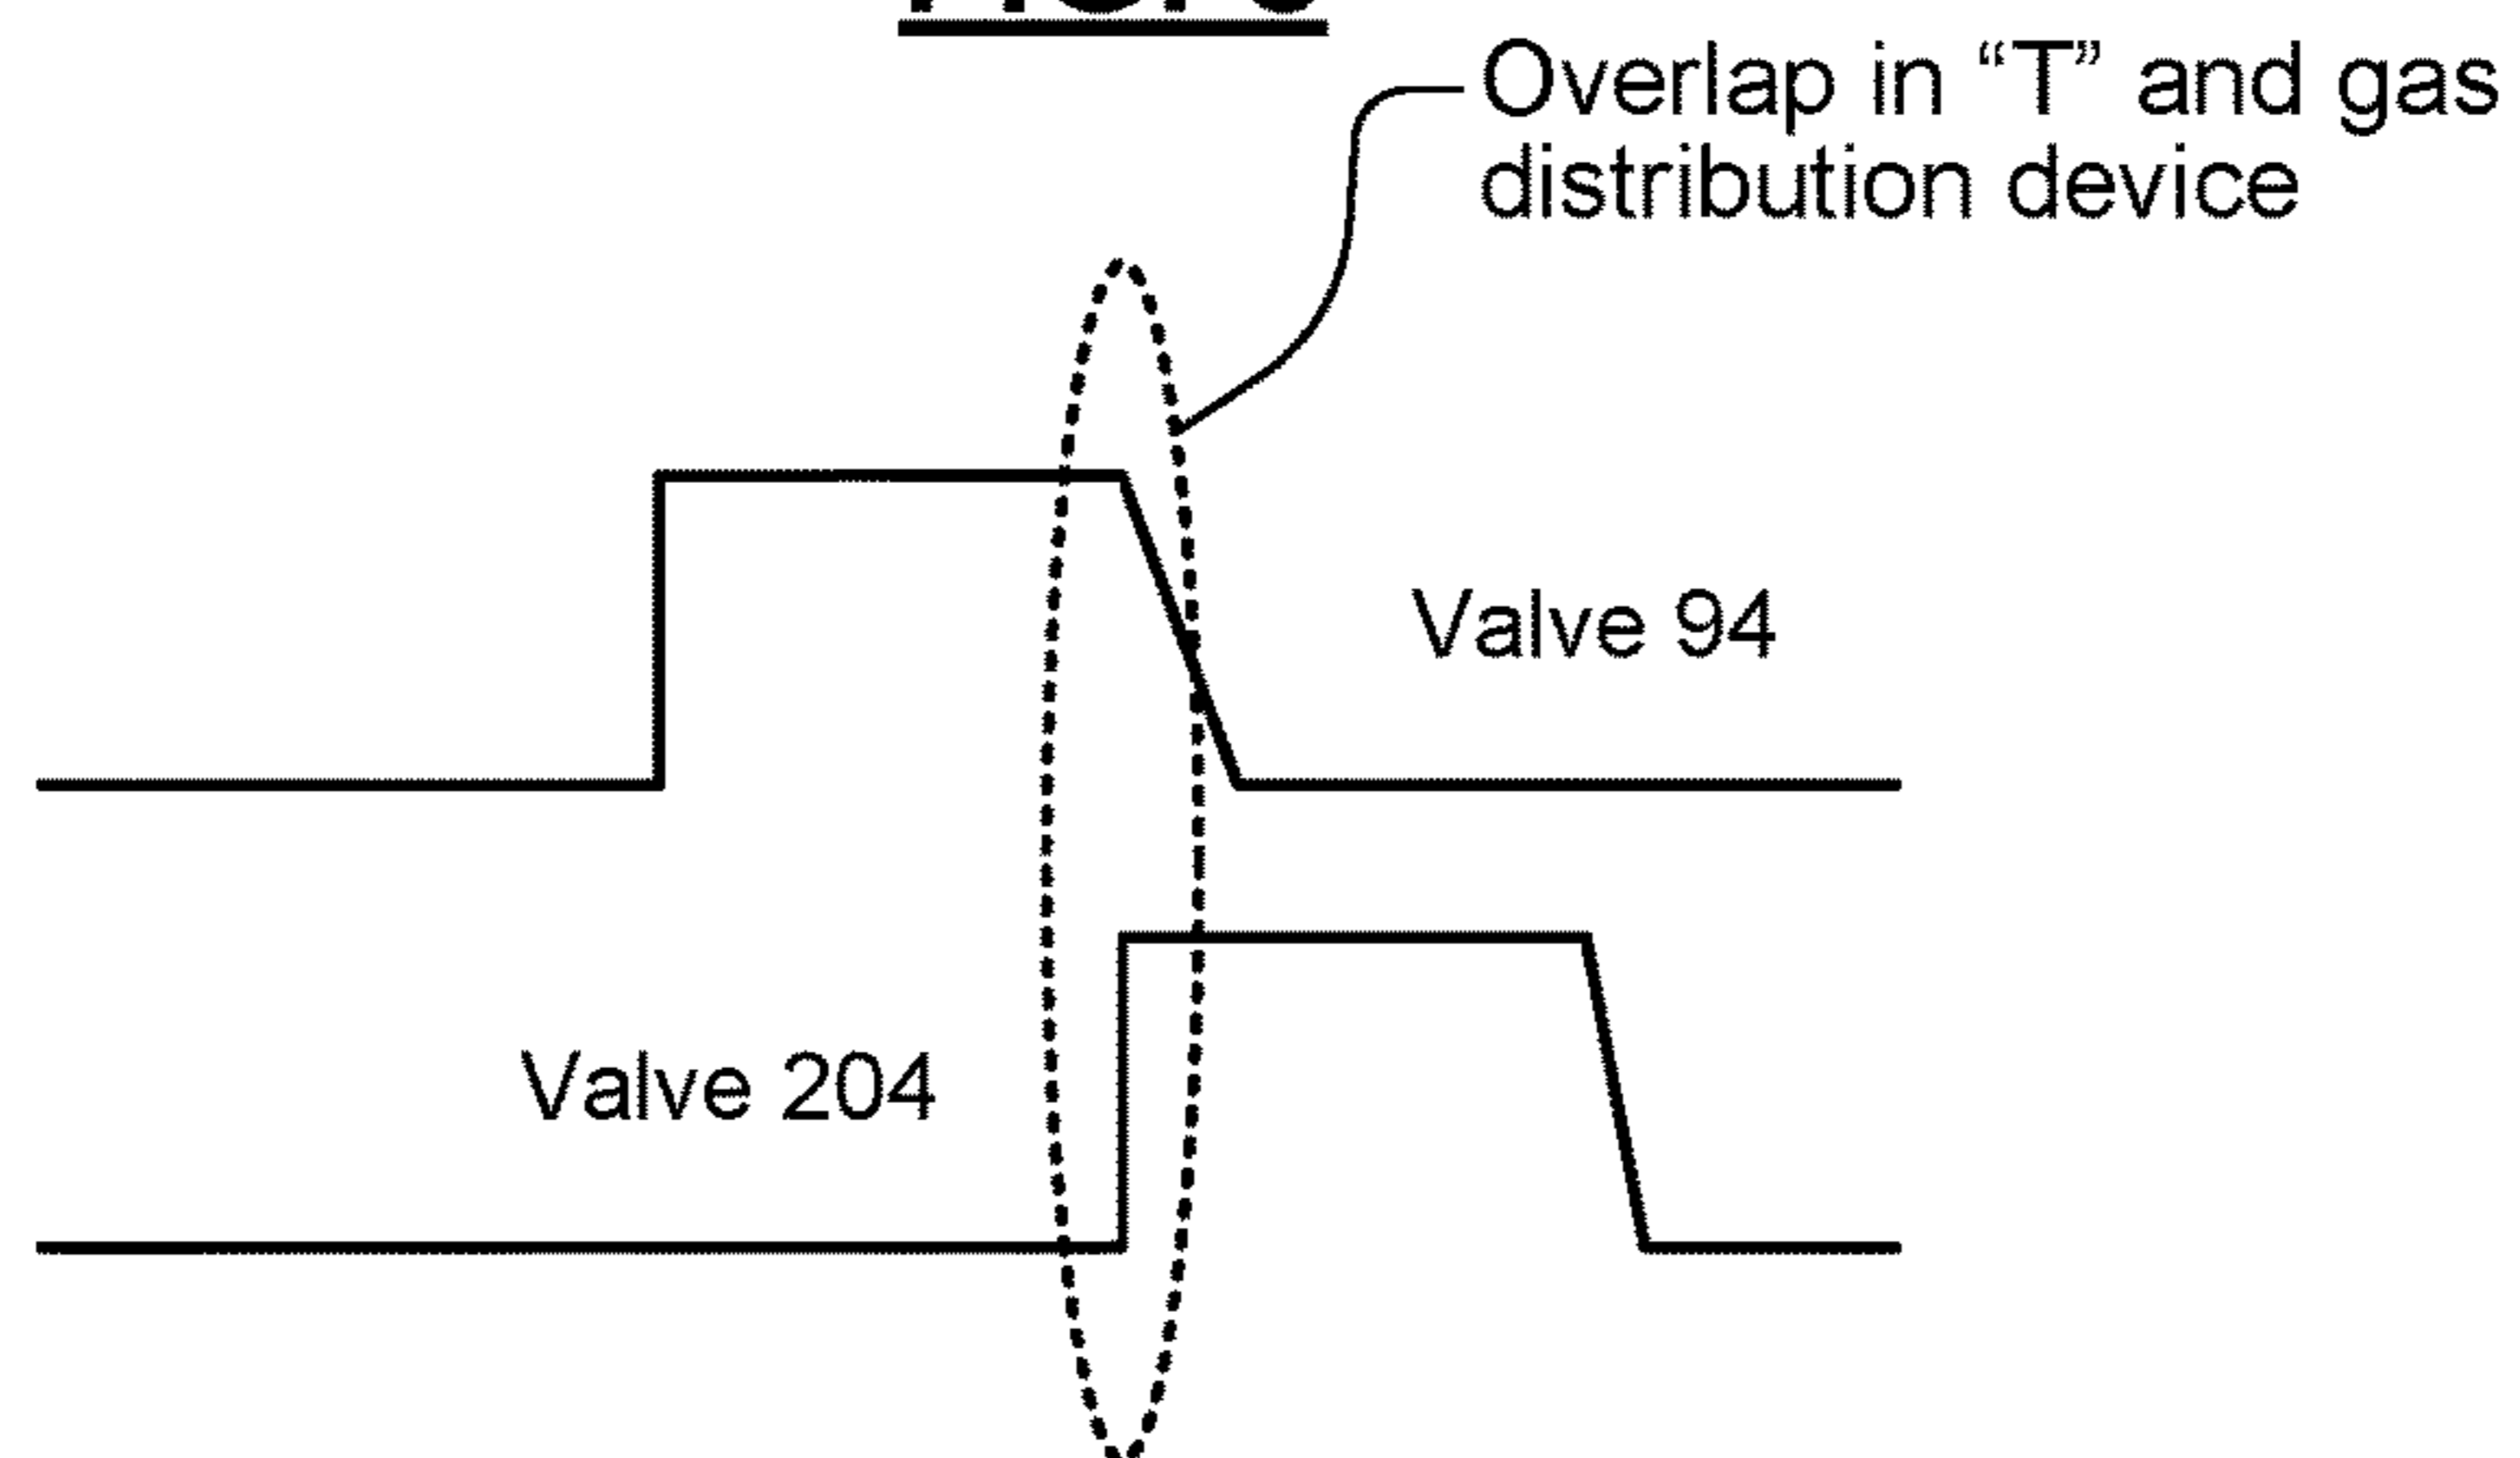 Overlap in “T” and gas
distribution device
Valve 94
Valve 204